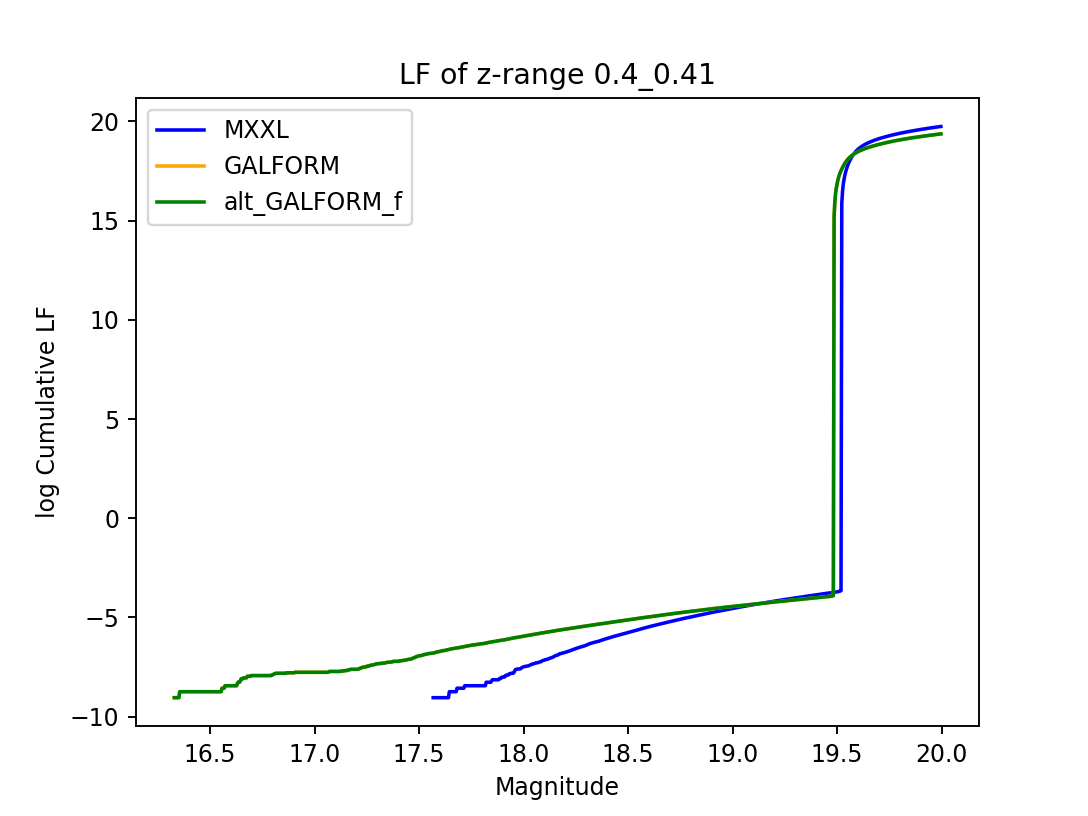 LF of z-range 0.4_0.41
MXXL
GALFORM
alt_GALFORM_f
log Cumulative LF
20
15
10
5
0
−5
−10
16.5 17.0 17.5 18.0 18.5 19.0 19.5 20.0
Magnitude